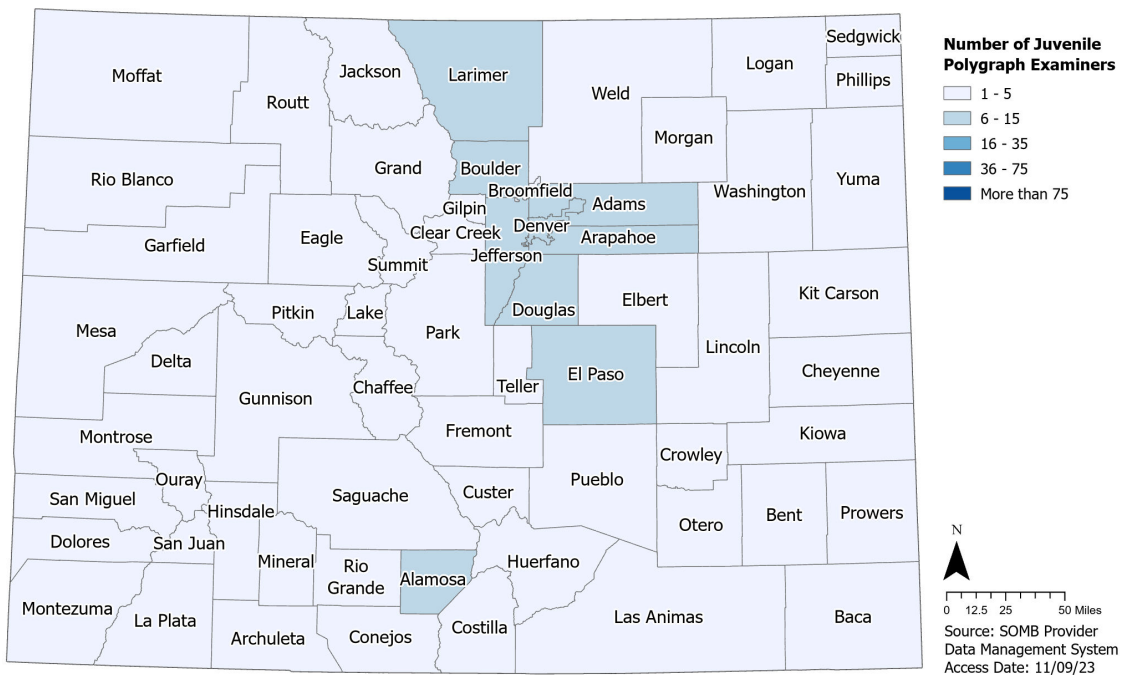 Moffat
Routt
Jackson
Larimer
Weld
Logan
Sedgwick
Phillips
Morgan
Grand
Boulder
Rio Blanco
Broomfield
Gilpin
Adams
Washington
Yuma
Garfield
Eagle
Clear Creek
Denver
Arapahoe
Summit
Jefferson
Mesa
Pitkin
Lake
Park
Douglas
Elbert
Kit Carson
Delta
Lincoln
Gunnison
Chaffee
Teller
El Paso
Cheyenne
Montrose
Fremont
Kiowa
Crowley
Ouray
Pueblo
San Miguel
Hinsdale
Saguache
Custer
Otero
Bent
Prowers
Dolores
San Juan
Mineral
Rio
Grande
Alamosa
Huerfano
Montezuma
La Plata
Archuleta
Conejos
Costilla
Las Animas
Baca
Number of Juvenile
Polygraph Examiners
1 - 5
6 - 15
16 - 35
36 - 75
More than 75
N
0 12.5 25 50 Miles
Source: SOMB Provider
Data Management System
Access Date: 11/09/23